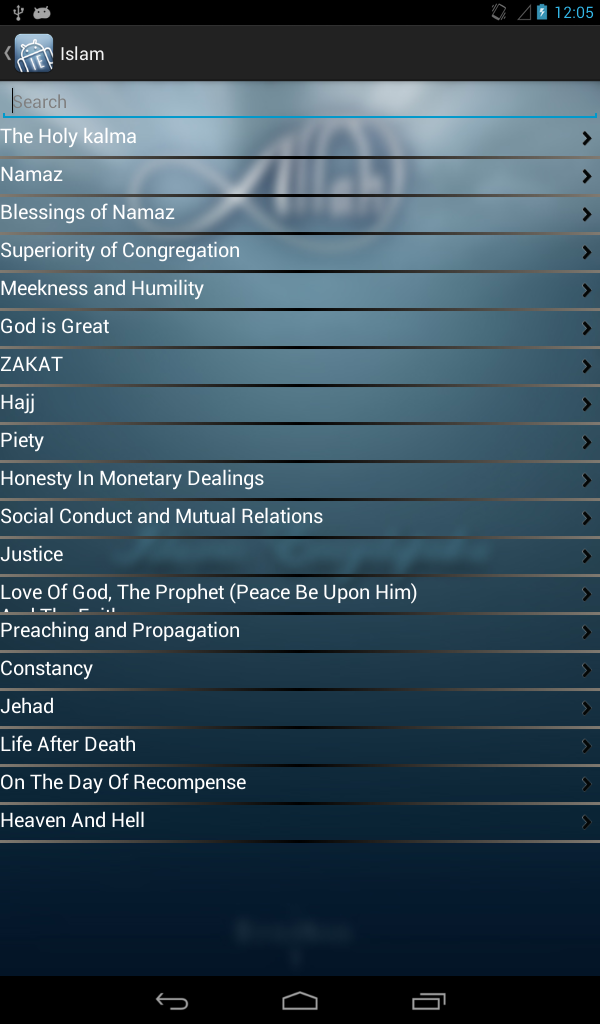 12:05
Islam
Search
The Holy kalma
Namaz
Blessings of Namaz
Superiority of Congregation
Meekness and Humility
God is Great
ZAKAT
Hajj
Piety
Honesty In Monetary Dealings
Social Conduct and Mutual Relations
Justice
Love Of God, The Prophet (Peace Be Upon Him)
And The Faith
Preaching and Propagation
Constancy
Jehad
Life After Death
On The Day Of Recompense
Heaven And Hell